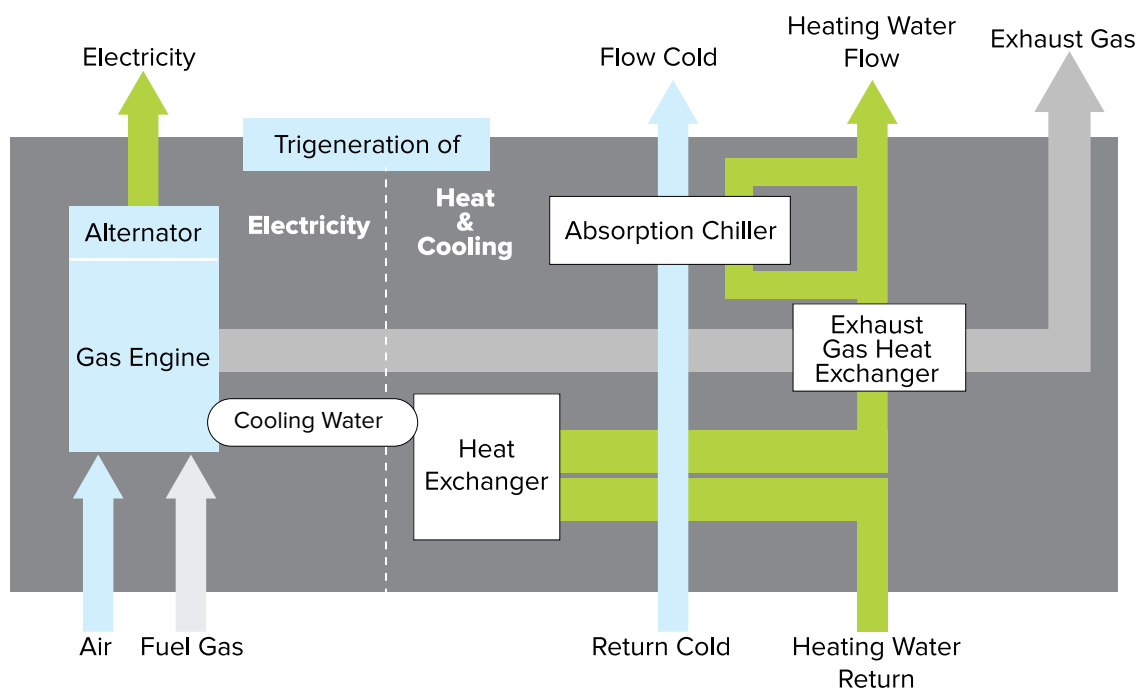 Electricity
Flow Cold
Heating Water
Flow
Exhaust Gas
Trigeneration of
Electricity
Heat
&
Cooling
Alternator
Absorption Chiller
Gas Engine
Exhaust
Gas Heat
Exchanger
Cooling Water
Heat
Exchanger
Air
Fuel Gas
Return Cold
Heating Water
Return